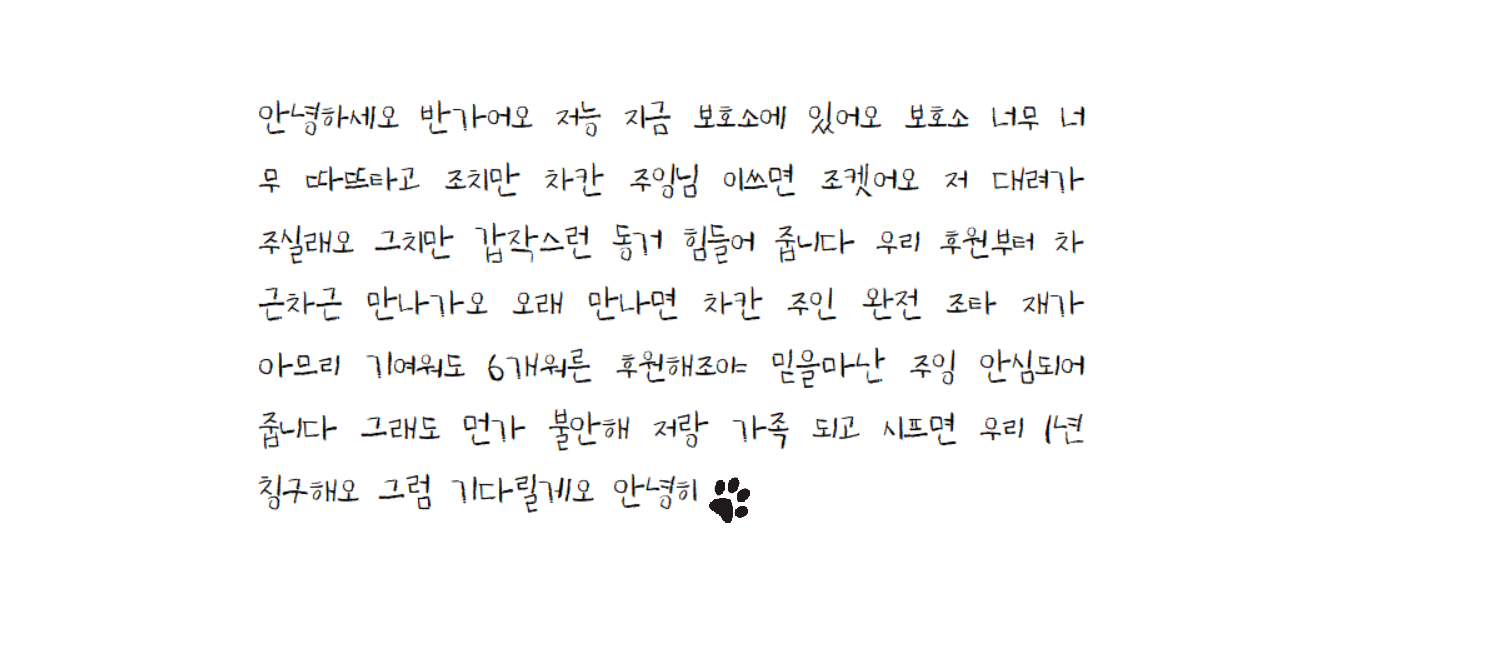 안녕하세오 반가어오 저능 지금 보호소에 있어오 보호소 너무 너
무 따뜨타고 조치만 차칸 주잉님 이쓰면 조켓어오 저 대려가
주실래오 그치만 갑작스런 동거 힘들어 줍니다 우리 후원부터 차
근차근 만나가오 오래 만나면 차칸 주인 완전 조타 재가
아므리 기여워도 6개워른 후원해조야 믿을마난 주잉 안심되어
줍니다 그래도 먼가 불안해 저랑 가족 되고 시프면 우리 1년
칭구해오 그럼 기다릴게오 안녕히